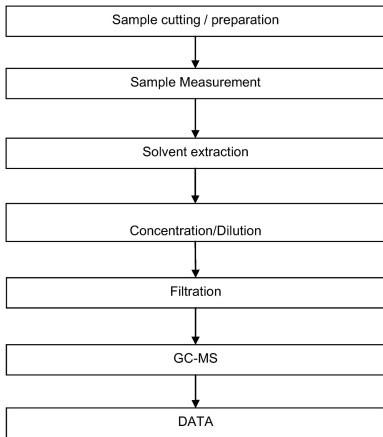 Sample cutting / preparation
Sample Measurement
Solvent extraction
Concentration/Dilution
Filtration
GC-MS
DATA